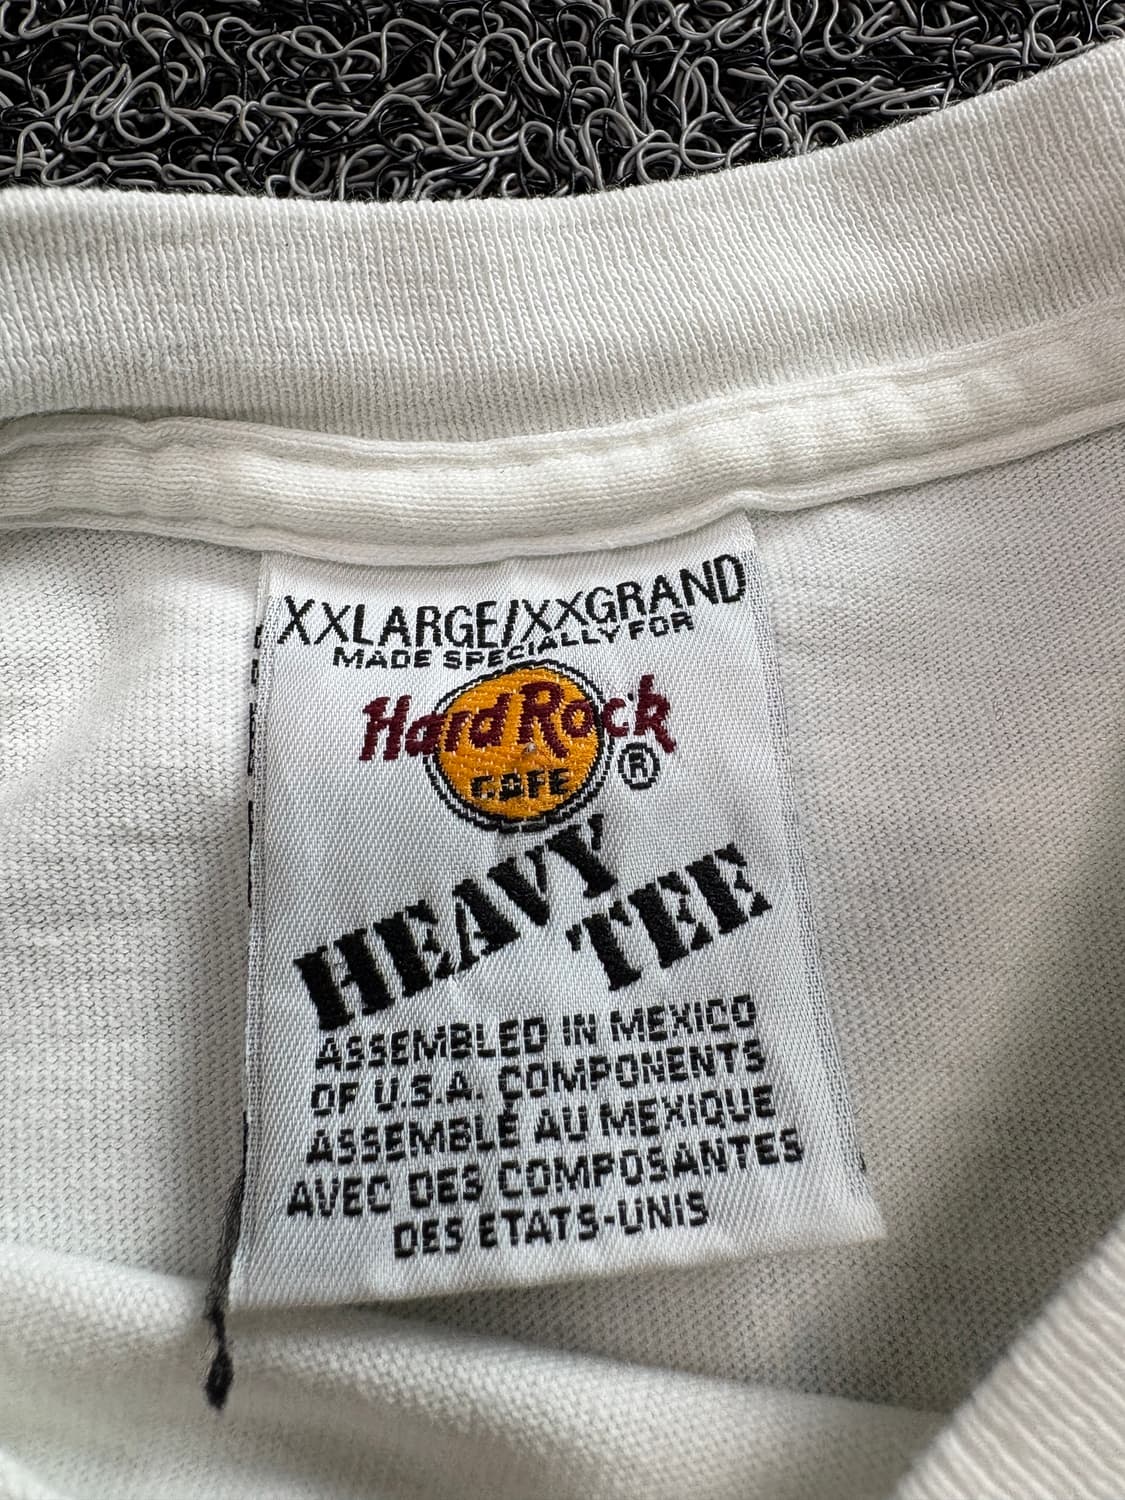 XXLARGE/XXGRAND
MADE SPECIALLY FOR
Hard Rock
CAFE ®
HEAVY
TEE
ASSEMBLED IN MEXICO
OF U.S.A. COMPONENTS
ASSEMBLÉ AU MEXIQUE
AVEC DES COMPOSANTES
DES ETATS-UNIS